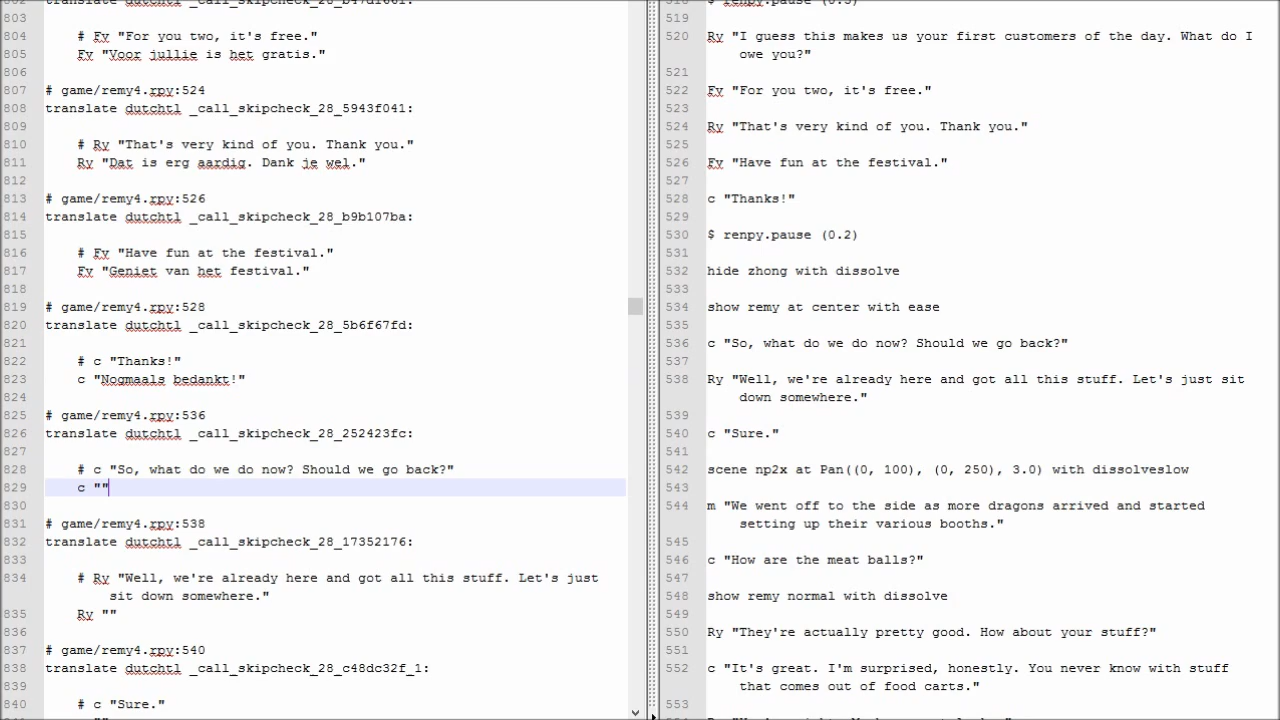 803
804 # Fy "For you two, it's free."
805 Fy "Voor jullie is het gratis."
806
807 # game/remy4.rpy:524
808 translate dutchtl _call_skipcheck_28_5943f041:
809
810 # Ry "That's very kind of you. Thank you."
811 Ry "Dat is erg aardig. Dank je wel."
812
813 # game/remy4.rpy:526
814 translate dutchtl _call_skipcheck_28_b9b107ba:
815
816 # Fy "Have fun at the festival."
817 Fy "Geniet van het festival."
818
819 # game/remy4.rpy:528
820 translate dutchtl _call_skipcheck_28_5b6f67fd:
821
822 # c "Thanks!"
823 c "Nogmaals bedankt!"
824
825 # game/remy4.rpy:536
826 translate dutchtl _call_skipcheck_28_252423fc:
827
828 # c "So, what do we do now? Should we go back?"
829 c ""
830
831 # game/remy4.rpy:538
832 translate dutchtl _call_skipcheck_28_17352176:
833
834 # Ry "Well, we're already here and got all this stuff. Let's just
sit down somewhere."
835 Ry ""
836
837 # game/remy4.rpy:540
838 translate dutchtl _call_skipcheck_28_c48dc32f_1:
839
840 # c "Sure."
519
520 Ry "I guess this makes us your first customers of the day. What do I
owe you?"
521
522 Fy "For you two, it's free."
523
524 Ry "That's very kind of you. Thank you."
525
526 Fy "Have fun at the festival."
527
528 c "Thanks!"
529
530 $ renpy.pause (0.2)
531
532 hide zhong with dissolve
533
534 show remy at center with ease
535
536 c "So, what do we do now? Should we go back?"
537
538 Ry "Well, we're already here and got all this stuff. Let's just sit
down somewhere."
539
540 c "Sure."
541
542 scene np2x at Pan((0, 100), (0, 250), 3.0) with dissolveslow
543
544 m "We went off to the side as more dragons arrived and started
setting up their various booths."
545
546 c "How are the meat balls?"
547
548 show remy normal with dissolve
549
550 Ry "They're actually pretty good. How about your stuff?"
551
552 c "It's great. I'm surprised, honestly. You never know with stuff
that comes out of food carts."
553